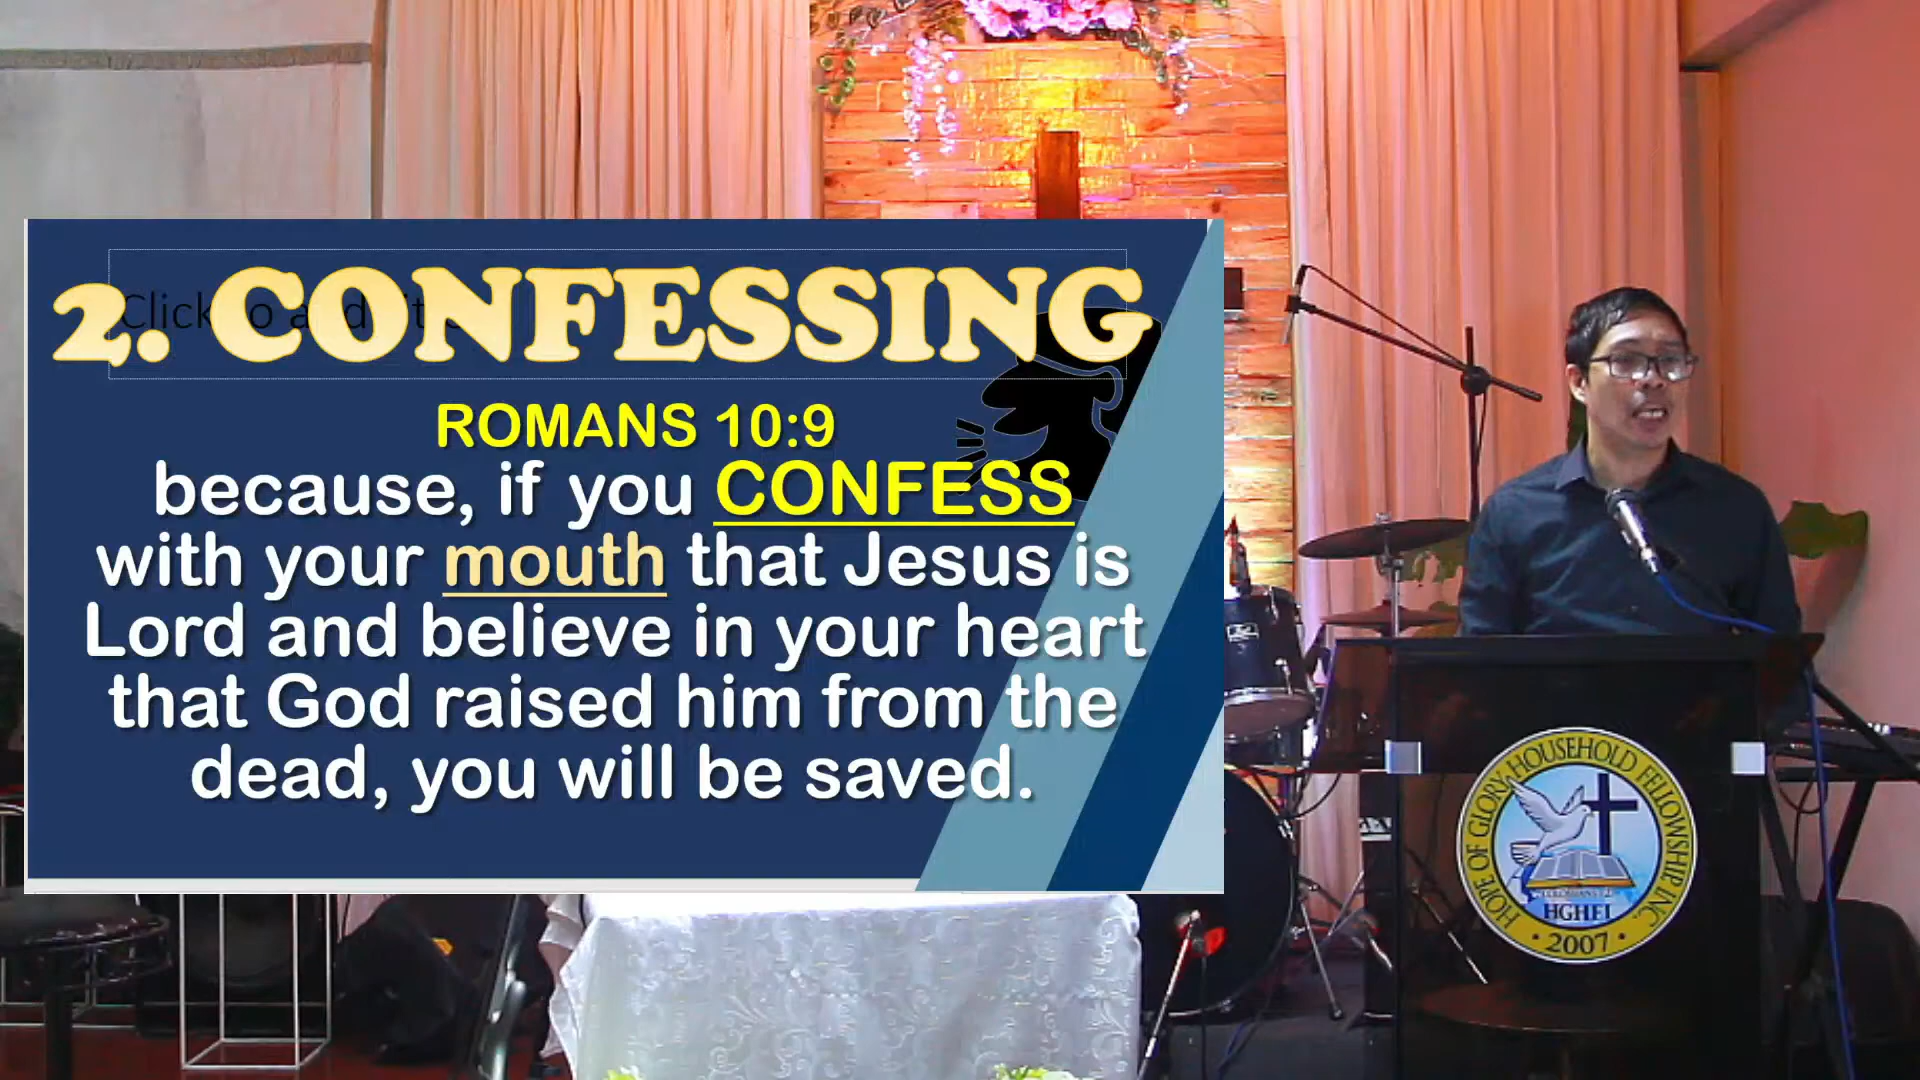 2. CONFESSING
ROMANS 10:9
because, if you CONFESS
with your mouth that Jesus is
Lord and believe in your heart
that God raised him from the
dead, you will be saved.
HOPE OF GLORY HOUSEHOLD FELLOWSHIP INC.
HGHFI
• 2007 •